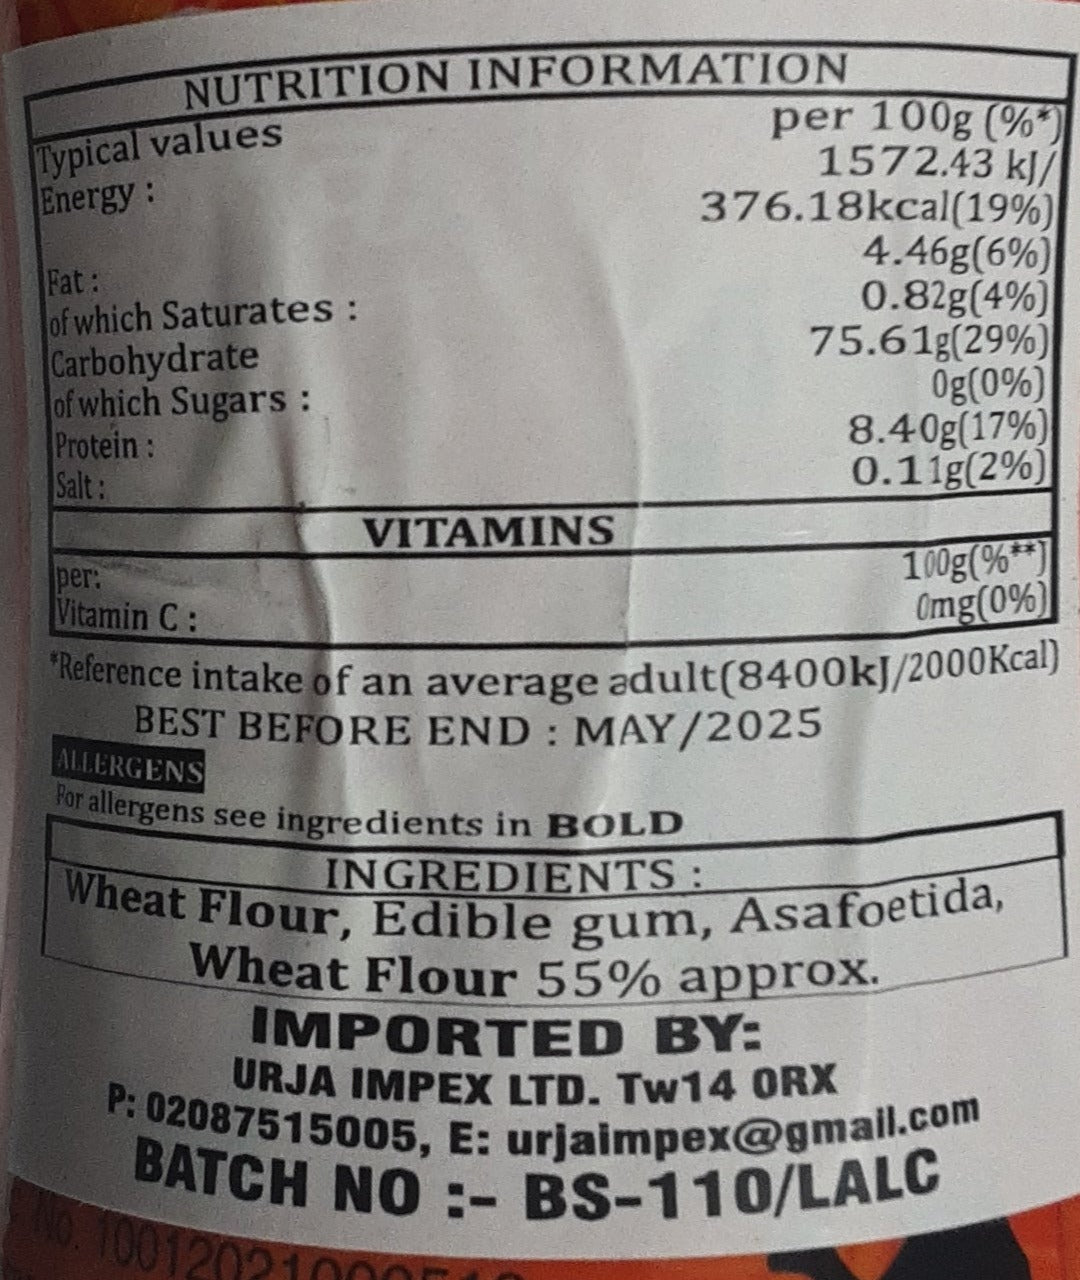 NUTRITION INFORMATION
Typical values per 100g (%*)
Energy : 1572.43 kJ/
376.18kcal(19%)
Fat : 4.46g(6%)
of which Saturates : 0.82g(4%)
Carbohydrate 75.61g(29%)
of which Sugars : 0g(0%)
Protein : 8.40g(17%)
Salt : 0.11g(2%)
VITAMINS
per: 100g(%**)
Vitamin C : 0mg(0%)
*Reference intake of an average adult(8400kJ/2000Kcal)
BEST BEFORE END : MAY/2025
ALLERGENS
For allergens see ingredients in BOLD
INGREDIENTS :
Wheat Flour, Edible gum, Asafoetida,
Wheat Flour 55% approx.
IMPORTED BY:
URJA IMPEX LTD. Tw14 0RX
P: 02087515005, E: urjaimpex@gmail.com
BATCH NO :- BS-110/LALC
No.